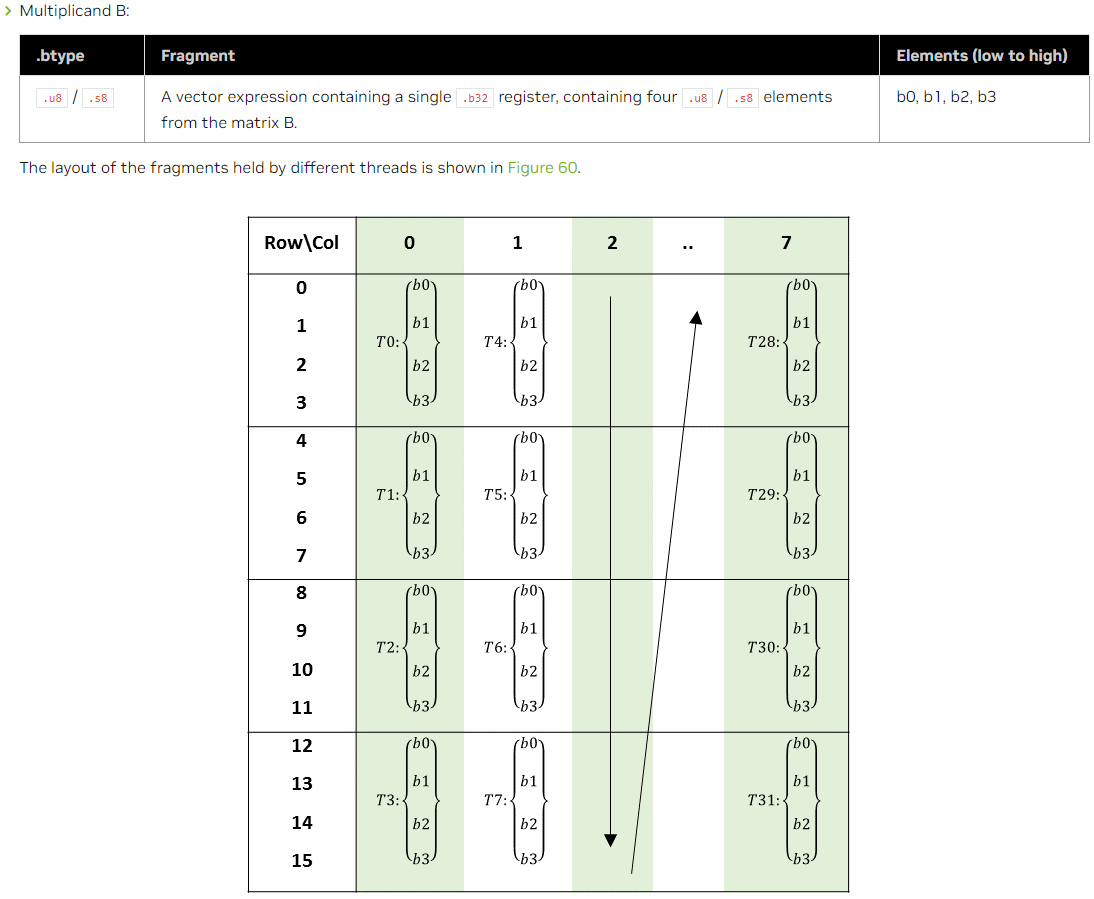 Multiplicand B:
.btype Fragment Elements (low to high)
.u8 / .s8 A vector expression containing a single .b32 register, containing four .u8 / .s8 elements b0, b1, b2, b3
from the matrix B.
The layout of the fragments held by different threads is shown in Figure 60.
Row\Col 0 1 2 .. 7
0 b0 b0 b0
1 b1 b1 b1
T0: T4: T28:
2 b2 b2 b2
3 b3 b3 b3
4 b0 b0 b0
5 b1 b1 b1
T1: T5: T29:
6 b2 b2 b2
7 b3 b3 b3
8 b0 b0 b0
9 b1 b1 b1
T2: T6: T30:
10 b2 b2 b2
11 b3 b3 b3
12 b0 b0 b0
13 b1 b1 b1
T3: T7: T31:
14 b2 b2 b2
15 b3 b3 b3